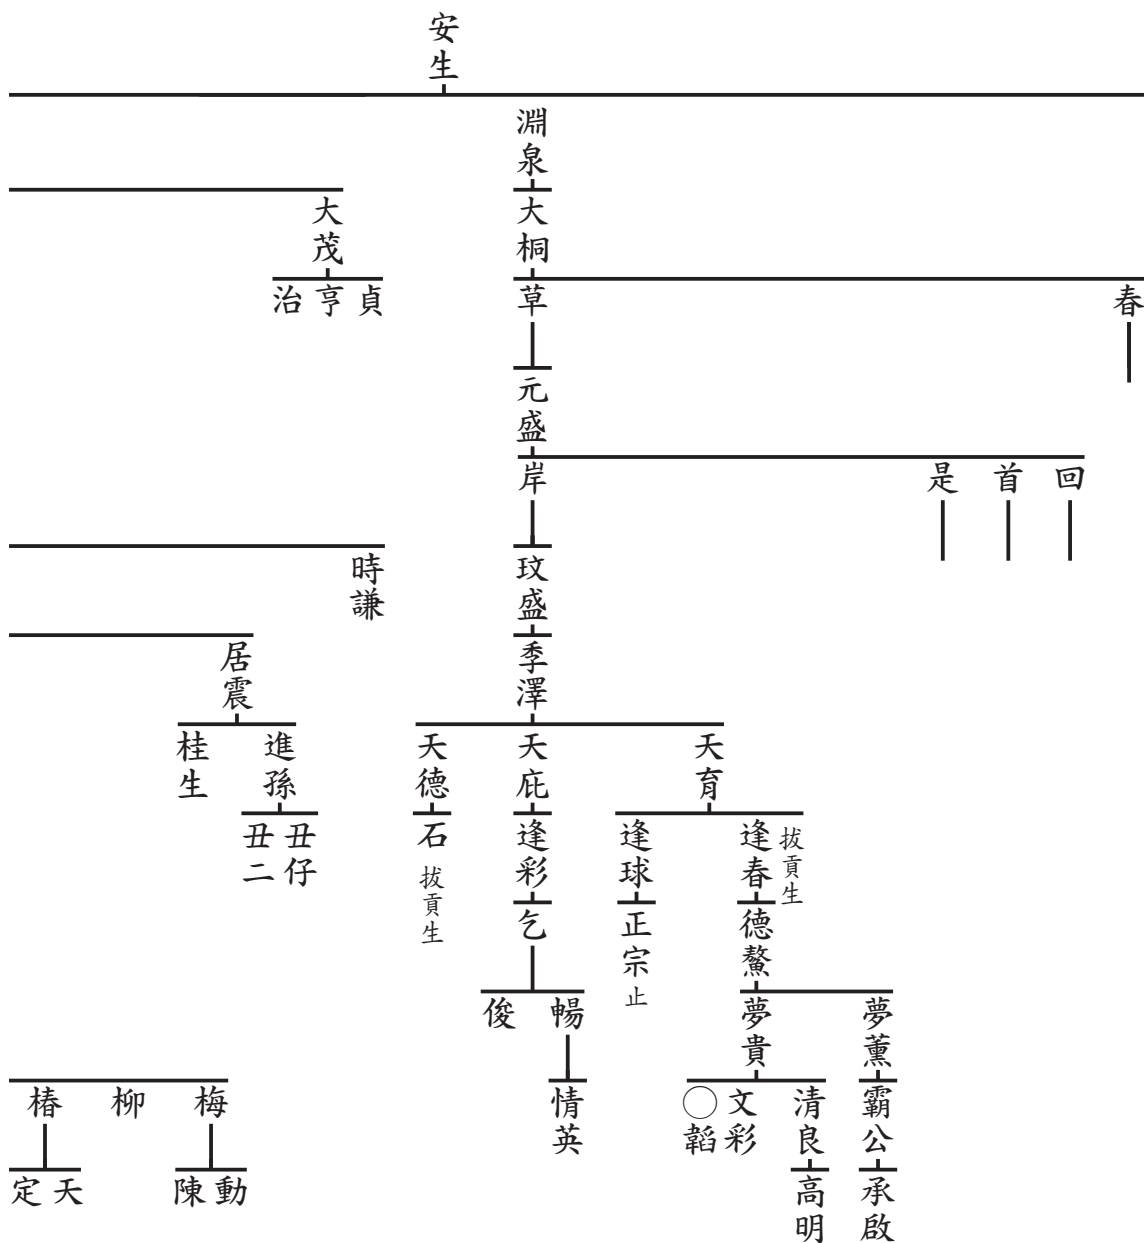 安生
淵泉
大桐
大茂
春
草
貞
亨
治
元盛
回
首
是
岸
玟盛
時謙
季澤
居震
天育
天庇
天德
進孫
桂生
拔貢生
逢春
逢球
逢彩
石
拔貢生
丑仔
丑二
德鰲
正宗
止
乞
夢薰
夢貴
暢
俊
霸公
清良
文彩
◯韜
情英
梅
柳
椿
承啟
高明
動
陳
天
定